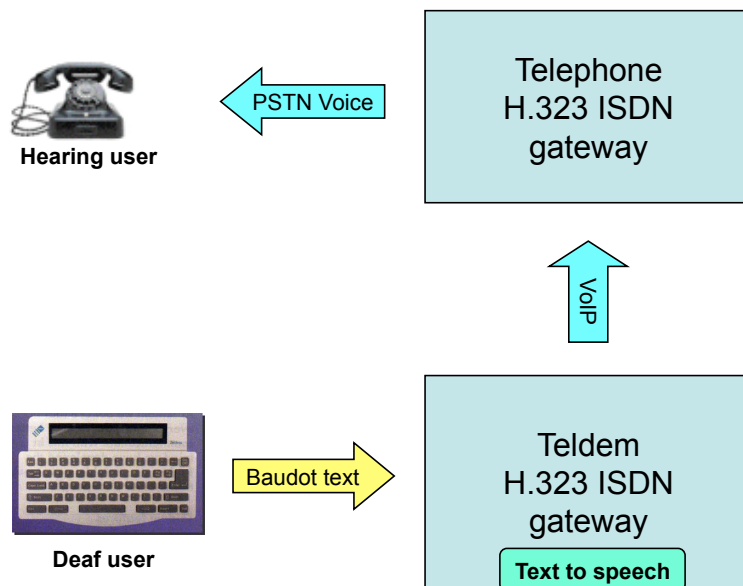 Telephone
H.323 ISDN
gateway
PSTN Voice
Hearing user
VoIP
Teldem
H.323 ISDN
gateway
Baudot text
Deaf user
Text to speech